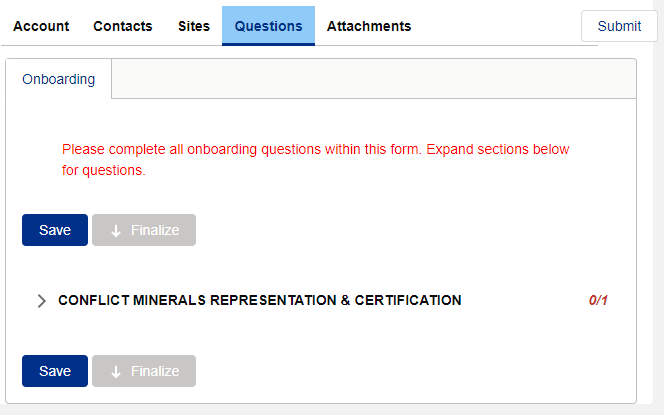 Account Contacts Sites Questions Attachments Submit
Onboarding
Please complete all onboarding questions within this form. Expand sections below
for questions.
Save Finalize
CONFLICT MINERALS REPRESENTATION & CERTIFICATION 0/1
Save Finalize